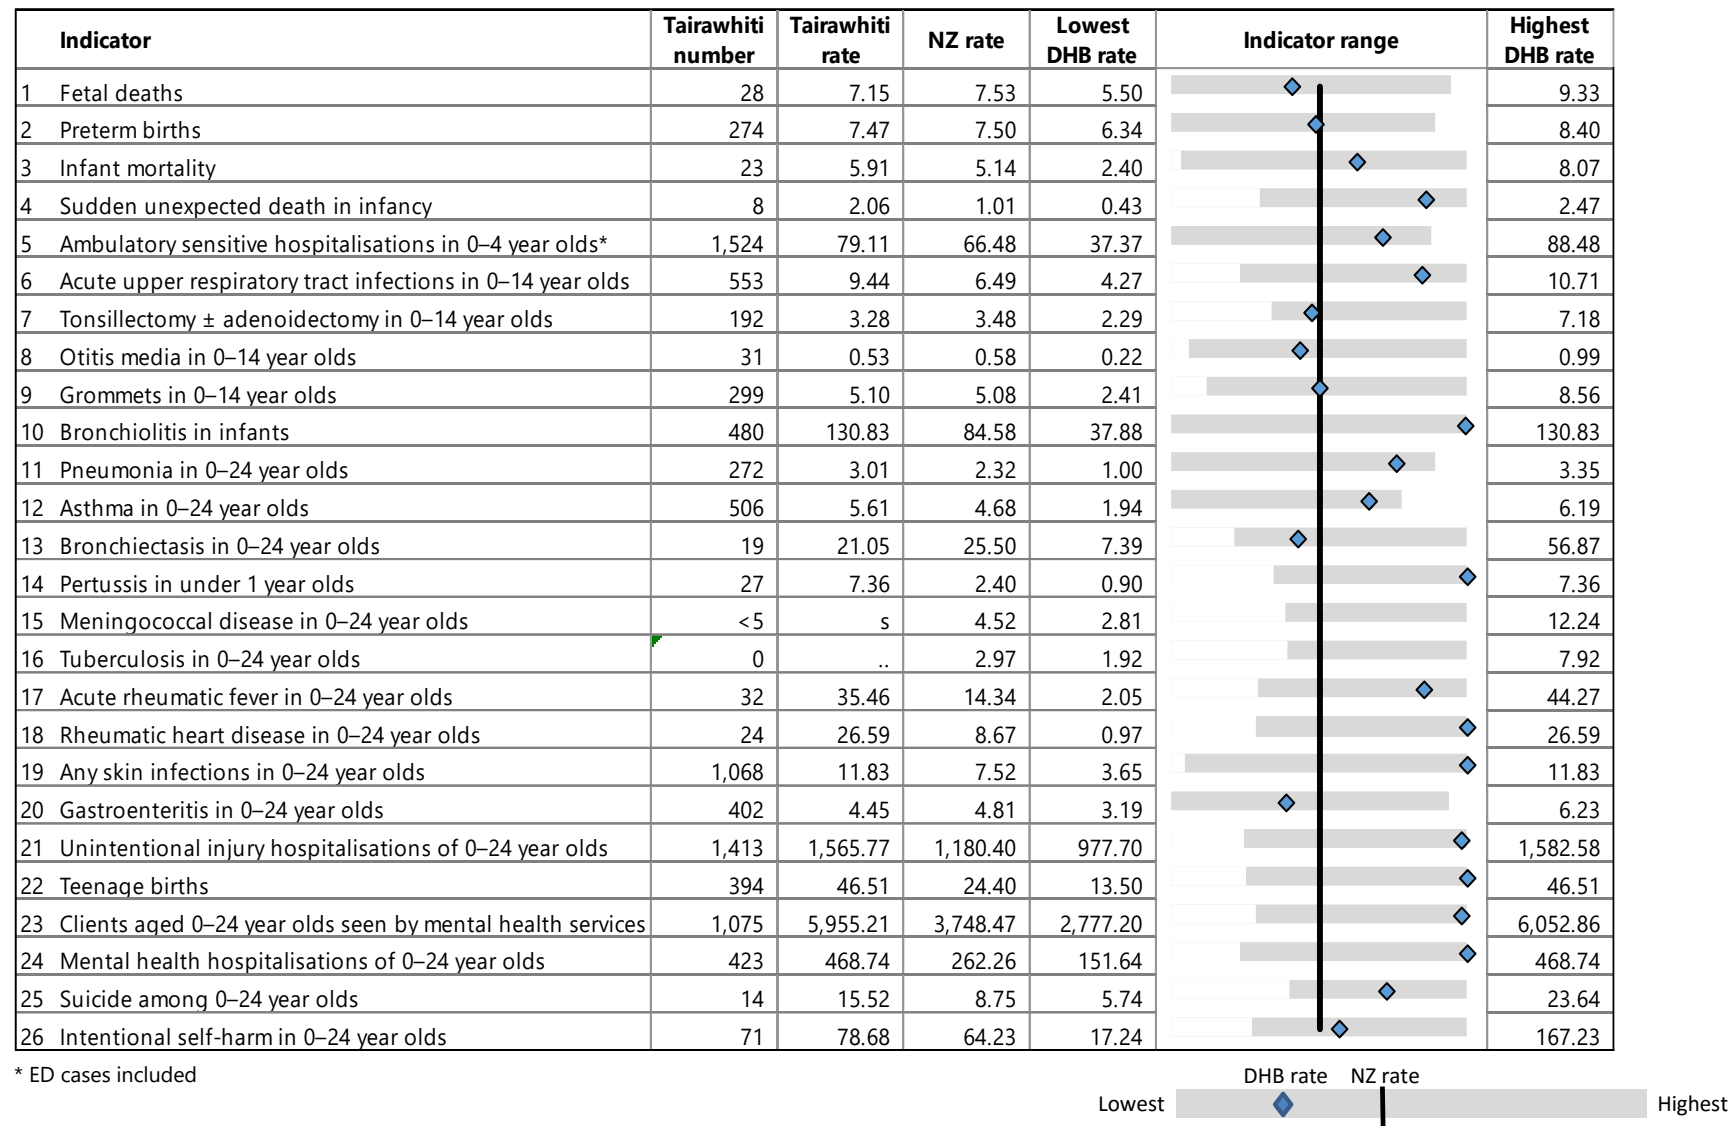 Indicator Tairawhiti number Tairawhiti rate NZ rate Lowest DHB rate Indicator range Highest DHB rate
1 Fetal deaths 28 7.15 7.53 5.50 9.33
2 Preterm births 274 7.47 7.50 6.34 8.40
3 Infant mortality 23 5.91 5.14 2.40 8.07
4 Sudden unexpected death in infancy 8 2.06 1.01 0.43 2.47
5 Ambulatory sensitive hospitalisations in 0–4 year olds* 1,524 79.11 66.48 37.37 88.48
6 Acute upper respiratory tract infections in 0–14 year olds 553 9.44 6.49 4.27 10.71
7 Tonsillectomy ± adenoidectomy in 0–14 year olds 192 3.28 3.48 2.29 7.18
8 Otitis media in 0–14 year olds 31 0.53 0.58 0.22 0.99
9 Grommets in 0–14 year olds 299 5.10 5.08 2.41 8.56
10 Bronchiolitis in infants 480 130.83 84.58 37.88 130.83
11 Pneumonia in 0–24 year olds 272 3.01 2.32 1.00 3.35
12 Asthma in 0–24 year olds 506 5.61 4.68 1.94 6.19
13 Bronchiectasis in 0–24 year olds 19 21.05 25.50 7.39 56.87
14 Pertussis in under 1 year olds 27 7.36 2.40 0.90 7.36
15 Meningococcal disease in 0–24 year olds <5 s 4.52 2.81 12.24
16 Tuberculosis in 0–24 year olds 0 .. 2.97 1.92 7.92
17 Acute rheumatic fever in 0–24 year olds 32 35.46 14.34 2.05 44.27
18 Rheumatic heart disease in 0–24 year olds 24 26.59 8.67 0.97 26.59
19 Any skin infections in 0–24 year olds 1,068 11.83 7.52 3.65 11.83
20 Gastroenteritis in 0–24 year olds 402 4.45 4.81 3.19 6.23
21 Unintentional injury hospitalisations of 0–24 year olds 1,413 1,565.77 1,180.40 977.70 1,582.58
22 Teenage births 394 46.51 24.40 13.50 46.51
23 Clients aged 0–24 year olds seen by mental health services 1,075 5,955.21 3,748.47 2,777.20 6,052.86
24 Mental health hospitalisations of 0–24 year olds 423 468.74 262.26 151.64 468.74
25 Suicide among 0–24 year olds 14 15.52 8.75 5.74 23.64
26 Intentional self-harm in 0–24 year olds 71 78.68 64.23 17.24 167.23
* ED cases included
DHB rate NZ rate
Lowest Highest